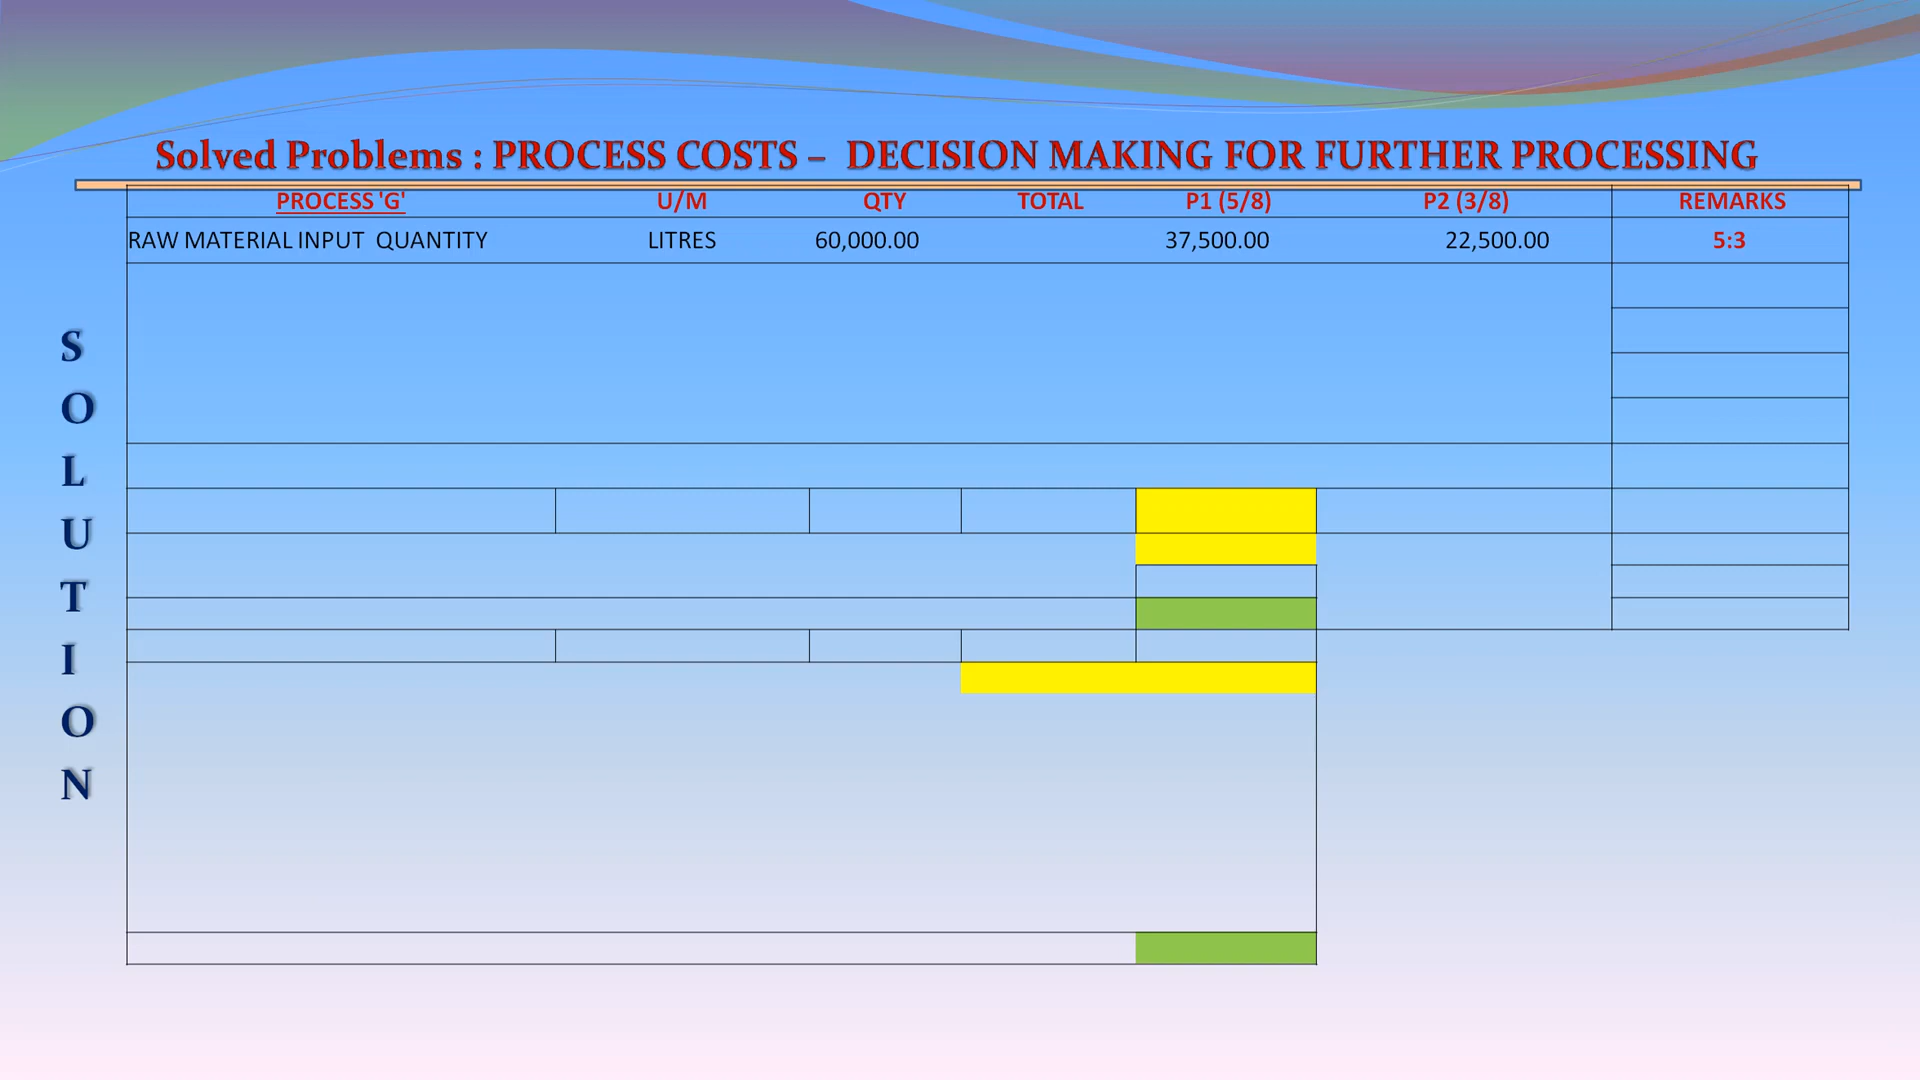 Solved Problems : PROCESS COSTS – DECISION MAKING FOR FURTHER PROCESSING
PROCESS 'G' U/M QTY TOTAL P1 (5/8) P2 (3/8) REMARKS
RAW MATERIAL INPUT QUANTITY LITRES 60,000.00 37,500.00 22,500.00 5:3
S
O
L
U
T
I
O
N